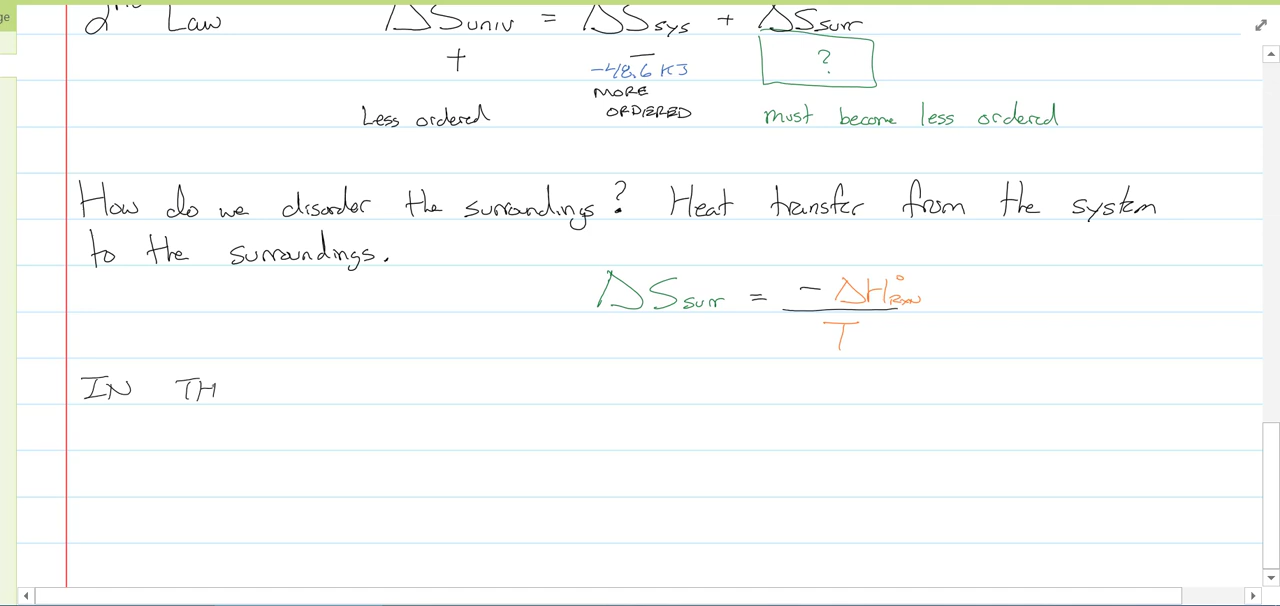 2nd Law ΔSuniv = ΔSsys + ΔSsurr
+ − ?
-48.6 KJ
MORE
Less ordered ORDERED must become less ordered
How do we disorder the surroundings? Heat transfer from the system
to the surroundings.
ΔSsurr = -ΔH°RXN / T
IN TH